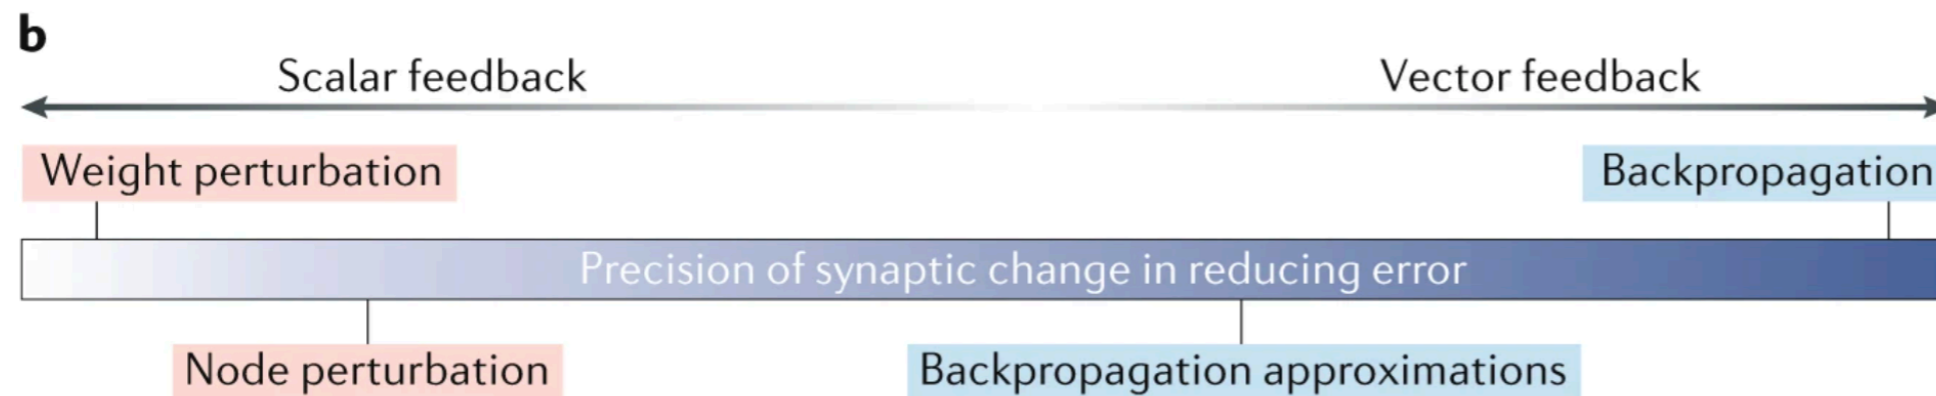 b
Scalar feedback
Vector feedback
Weight perturbation
Backpropagation
Precision of synaptic change in reducing error
Node perturbation
Backpropagation approximations